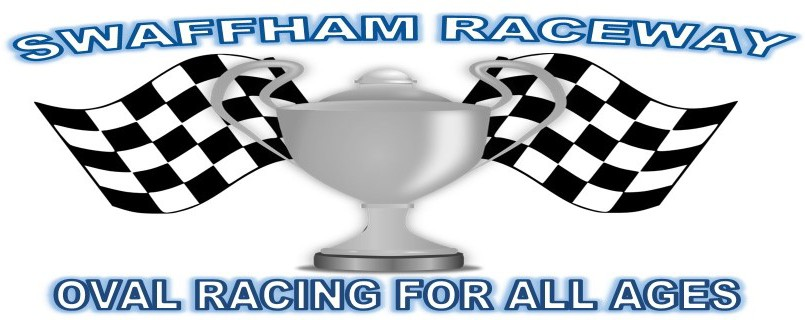 SWAFFHAM RACEWAY
OVAL RACING FOR ALL AGES